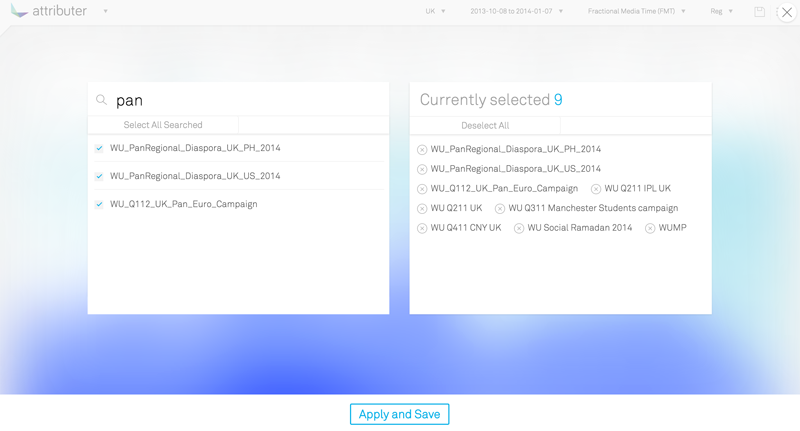 attributer
UK 2013-10-08 to 2014-01-07 Fractional Media Time (FMT) Reg
pan
Select All Searched
WU_PanRegional_Diaspora_UK_PH_2014
WU_PanRegional_Diaspora_UK_US_2014
WU_Q112_UK_Pan_Euro_Campaign
Currently selected 9
Deselect All
WU_PanRegional_Diaspora_UK_PH_2014
WU_PanRegional_Diaspora_UK_US_2014
WU_Q112_UK_Pan_Euro_Campaign WU Q211 IPL UK
WU Q211 UK WU Q311 Manchester Students campaign
WU Q411 CNY UK WU Social Ramadan 2014 WUMP
Apply and Save